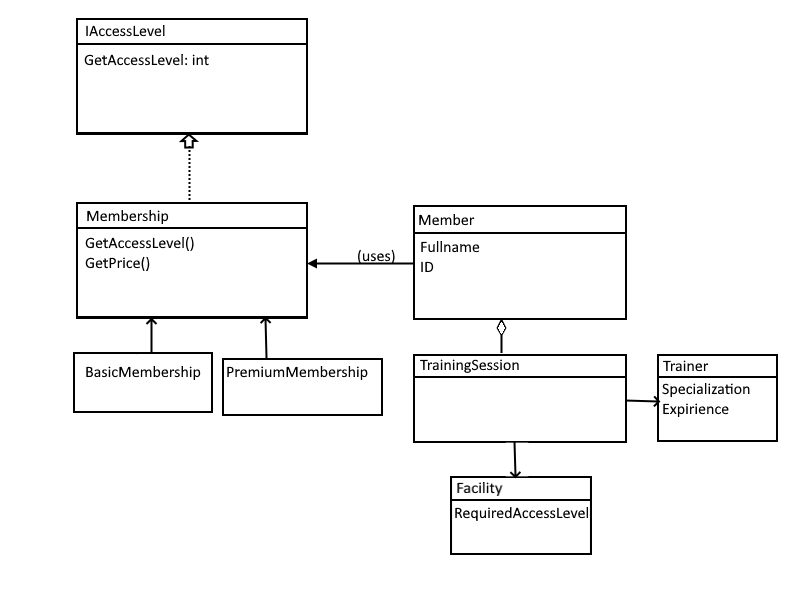 IAccessLevel
GetAccessLevel: int
Membership
GetAccessLevel()
GetPrice()
(uses)
Member
Fullname
ID
BasicMembership
PremiumMembership
TrainingSession
Trainer
Specialization
Expirience
Facility
RequiredAccessLevel